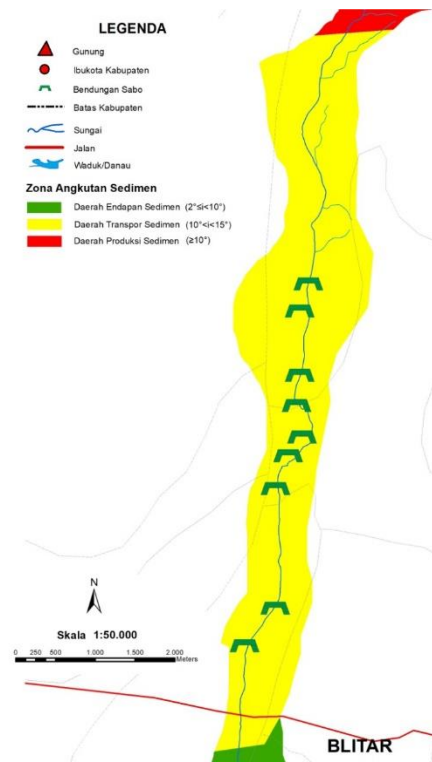 LEGENDA
Gunung
Ibukota Kabupaten
Bendungan Sabo
Batas Kabupaten
Sungai
Jalan
Waduk/Danau
Zona Angkutan Sedimen
Daerah Endapan Sedimen (2°≤i<10°)
Daerah Transpor Sedimen (10°<i<15°)
Daerah Produksi Sedimen (≥10°)
N
Skala 1:50.000
0 250 500 1.000 1.500 2.000
Meters
BLITAR